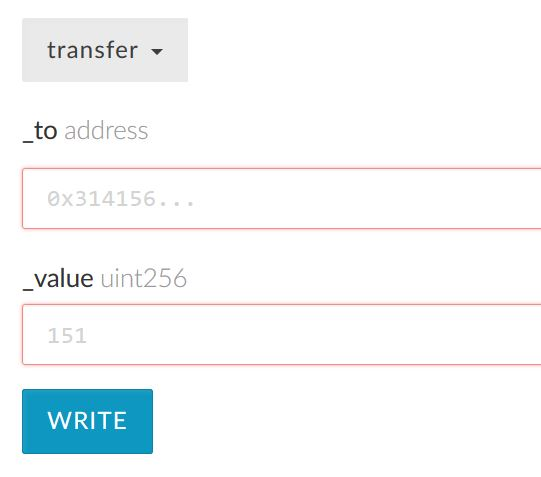 transfer
_to address
0x314156...
_value uint256
151
WRITE